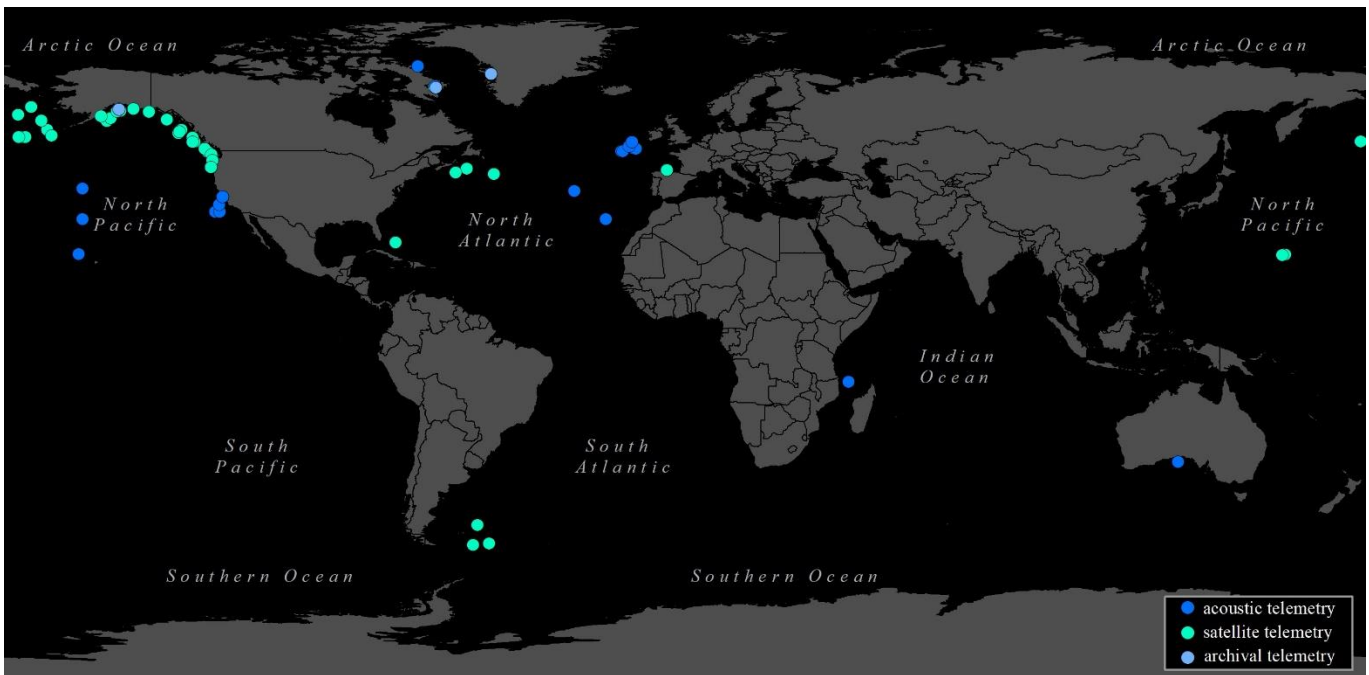 Arctic Ocean
Arctic Ocean
North
Pacific
North
Atlantic
North
Pacific
Indian
Ocean
South
Pacific
South
Atlantic
Southern Ocean
Southern Ocean
acoustic telemetry
satellite telemetry
archival telemetry